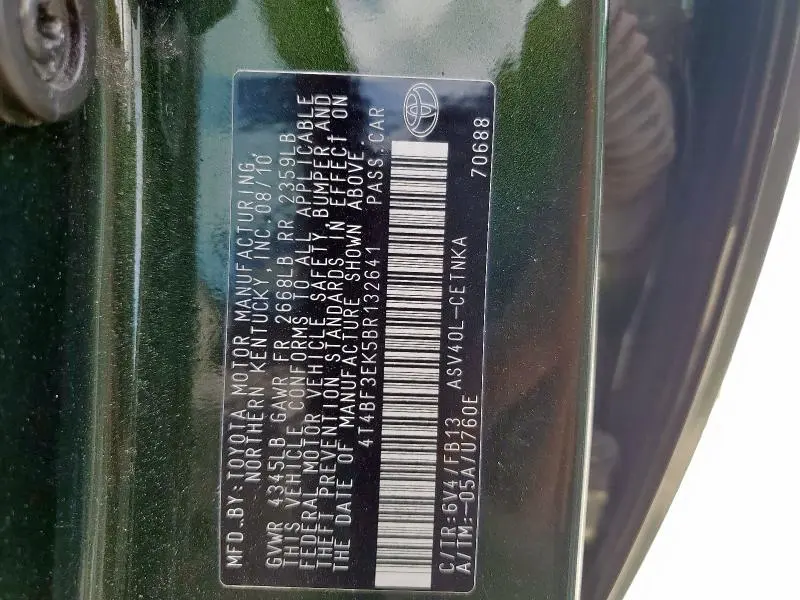 MFD. BY: TOYOTA MOTOR MANUFACTURING,
NORTHERN KENTUCKY, INC. 08/10
GVWR 4345LB GAWR FR 2668LB RR 2359LB
THIS VEHICLE CONFORMS TO ALL APPLICABLE
FEDERAL MOTOR VEHICLE SAFETY, BUMPER, AND
THEFT PREVENTION STANDARDS IN EFFECT ON
THE DATE OF MANUFACTURE SHOWN ABOVE.
4T4BF3EK5BR132641 PASS. CAR
C/TR:6V4/FB13 ASV40L-CETNKA
A/TM:-05A/U760E 70688